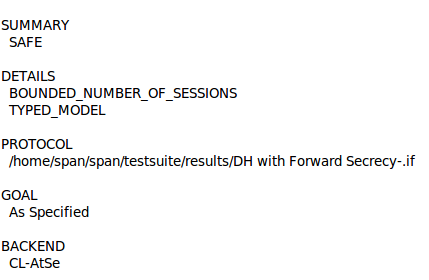 SUMMARY
SAFE
DETAILS
BOUNDED_NUMBER_OF_SESSIONS
TYPED_MODEL
PROTOCOL
/home/span/span/testsuite/results/DH with Forward Secrecy-.if
GOAL
As Specified
BACKEND
CL-AtSe